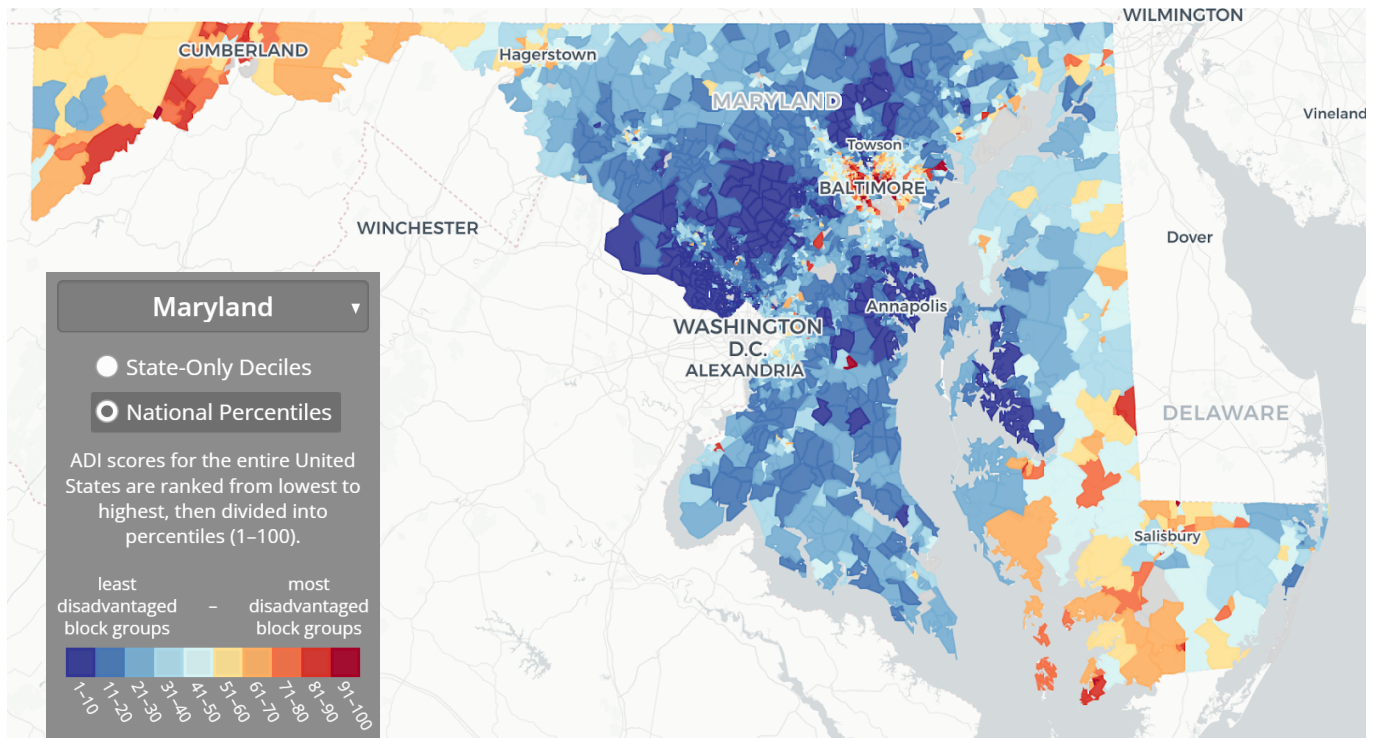 WILMINGTON
CUMBERLAND
Hagerstown
MARYLAND
Vineland
Towson
BALTIMORE
WINCHESTER
Dover
Annapolis
WASHINGTON
D.C.
ALEXANDRIA
DELAWARE
Salisbury
Maryland ▾
State-Only Deciles
National Percentiles
ADI scores for the entire United
States are ranked from lowest to
highest, then divided into
percentiles (1–100).
least
disadvantaged
block groups
–
most
disadvantaged
block groups
1–10
11–20
21–30
31–40
41–50
51–60
61–70
71–80
81–90
91–100